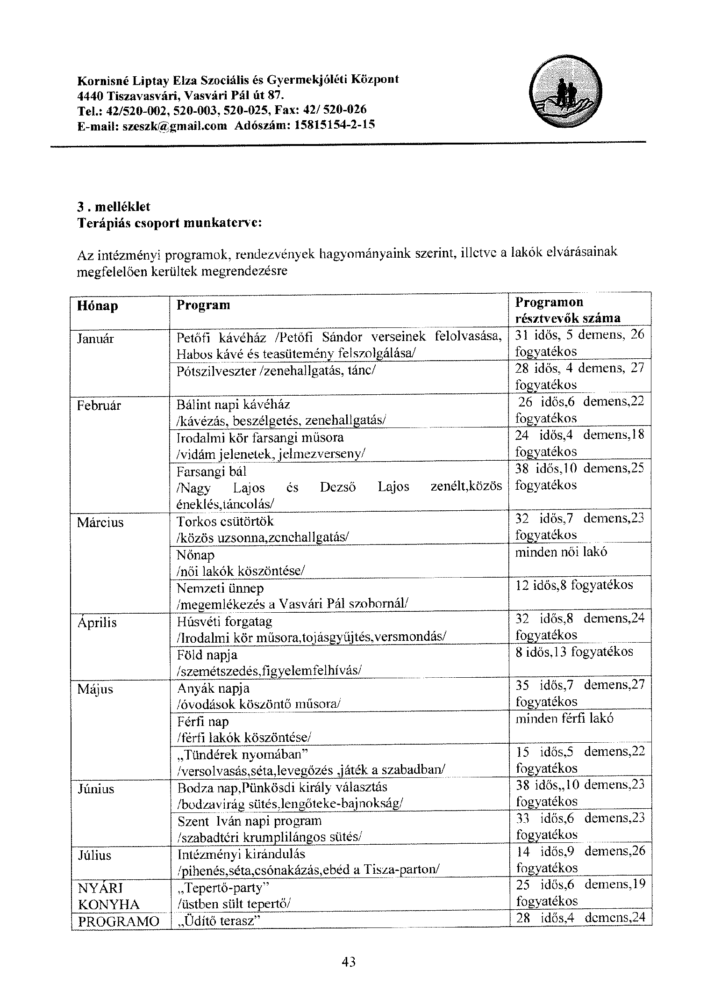 Kornisné Liptay Elza Szociális és Gyermekjóléti Központ
4440 Tiszavasvári, Vasvári Pál út 87.
Tel.: 42/520-002, 520-003, 520-025, Fax: 42/ 520-026
E-mail: szeszk@gmail.com Adószám: 15815154-2-15
3 . melléklet
Terápiás csoport munkaterve:
Az intézményi programok, rendezvények hagyományaink szerint, illetve a lakók elvárásainak
megfelelően kerültek megrendezésre
Hónap Program Programon
résztvevők száma
Január Petőfi kávéház /Petőfi Sándor verseinek felolvasása, 31 idős, 5 demens, 26
Habos kávé és teasütemény felszolgálása/ fogyatékos
Pótszilveszter /zenehallgatás, tánc/ 28 idős, 4 demens, 27
fogyatékos
Február Bálint napi kávéház 26 idős,6 demens,22
/kávézás, beszélgetés, zenehallgatás/ fogyatékos
Irodalmi kör farsangi műsora 24 idős,4 demens,18
/vidám jelenetek, jelmezverseny/ fogyatékos
Farsangi bál 38 idős,10 demens,25
/Nagy Lajos és Dezső Lajos zenélt,közös fogyatékos
éneklés,táncolás/
Március Torkos csütörtök 32 idős,7 demens,23
/közös uzsonna,zenehallgatás/ fogyatékos
Nőnap minden női lakó
/női lakók köszöntése/
Nemzeti ünnep 12 idős,8 fogyatékos
/megemlékezés a Vasvári Pál szobornál/
Április Húsvéti forgatag 32 idős,8 demens,24
/Irodalmi kör műsora,tojásgyűjtés,versmondás/ fogyatékos
Föld napja 8 idős,13 fogyatékos
/szemétszedés,figyelemfelhívás/
Május Anyák napja 35 idős,7 demens,27
/óvodások köszöntő műsora/ fogyatékos
Férfi nap minden férfi lakó
/férfi lakók köszöntése/
„Tündérek nyomában” 15 idős,5 demens,22
/versolvasás,séta,levegőzés ,játék a szabadban/ fogyatékos
Június Bodza nap,Pünkösdi király választás 38 idős,,10 demens,23
/bodzavirág sütés,lengőteke-bajnokság/ fogyatékos
Szent Iván napi program 33 idős,6 demens,23
/szabadtéri krumplilángos sütés/ fogyatékos
Július Intézményi kirándulás 14 idős,9 demens,26
/pihenés,séta,csónakázás,ebéd a Tisza-parton/ fogyatékos
NYÁRI „Tepertő-party” 25 idős,6 demens,19
KONYHA /üstben sült tepertő/ fogyatékos
PROGRAMO „Üdítő terasz” 28 idős,4 demens,24
43